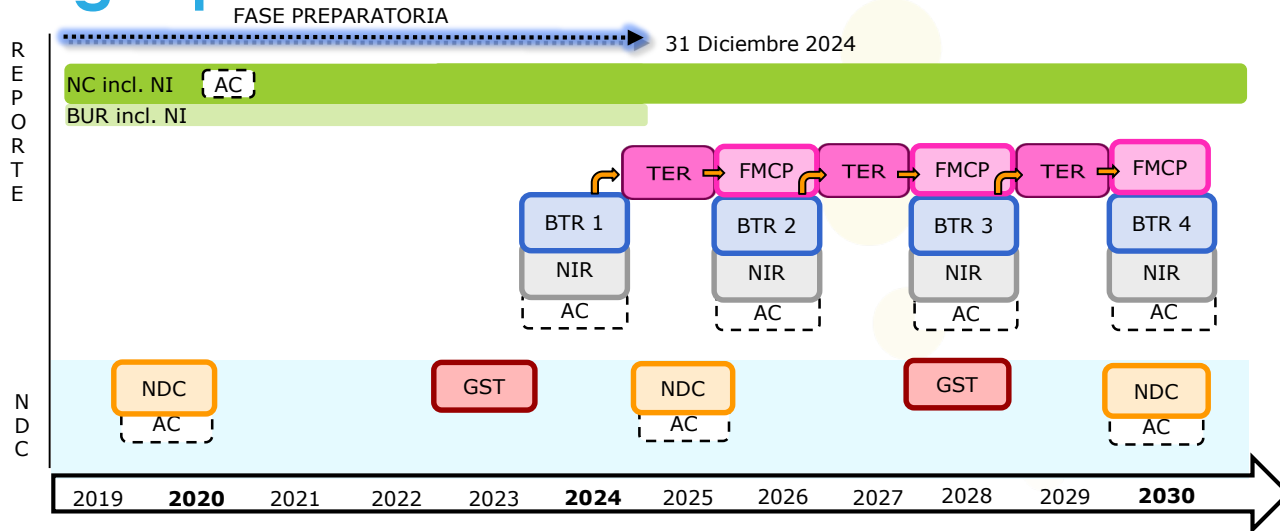 FASE PREPARATORIA
31 Diciembre 2024
REPORTE
NC incl. NI
AC
BUR incl. NI
TER
FMCP
TER
FMCP
TER
FMCP
BTR 1
BTR 2
BTR 3
BTR 4
NIR
NIR
NIR
NIR
AC
AC
AC
AC
NDC
NDC
GST
NDC
GST
NDC
AC
AC
AC
2019 2020 2021 2022 2023 2024 2025 2026 2027 2028 2029 2030